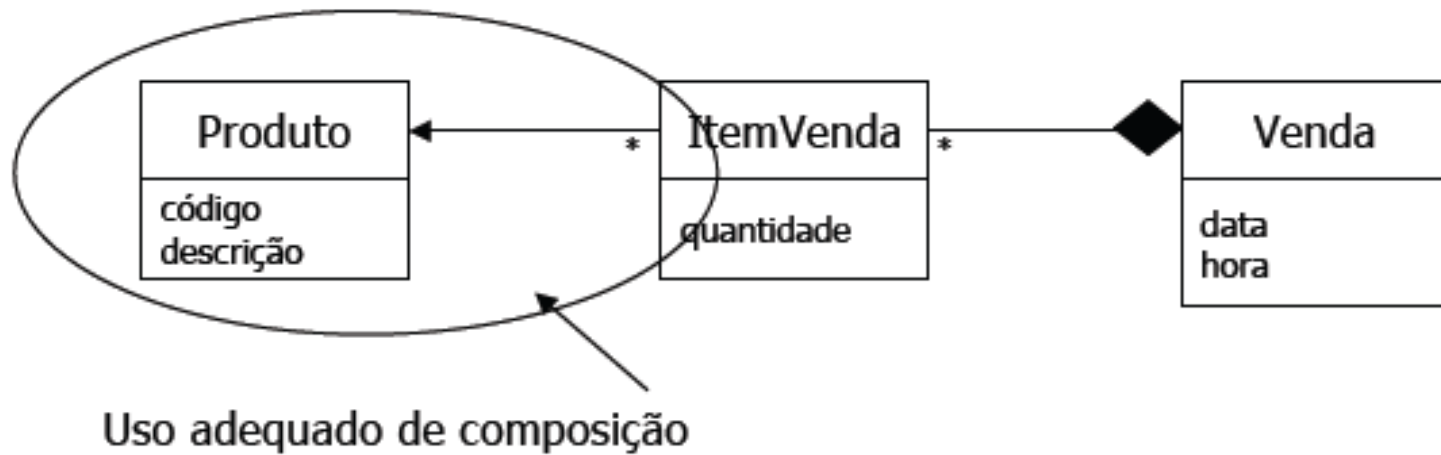 Produto
código
descrição
*
ItemVenda
quantidade
*
Venda
data
hora
Uso adequado de composição